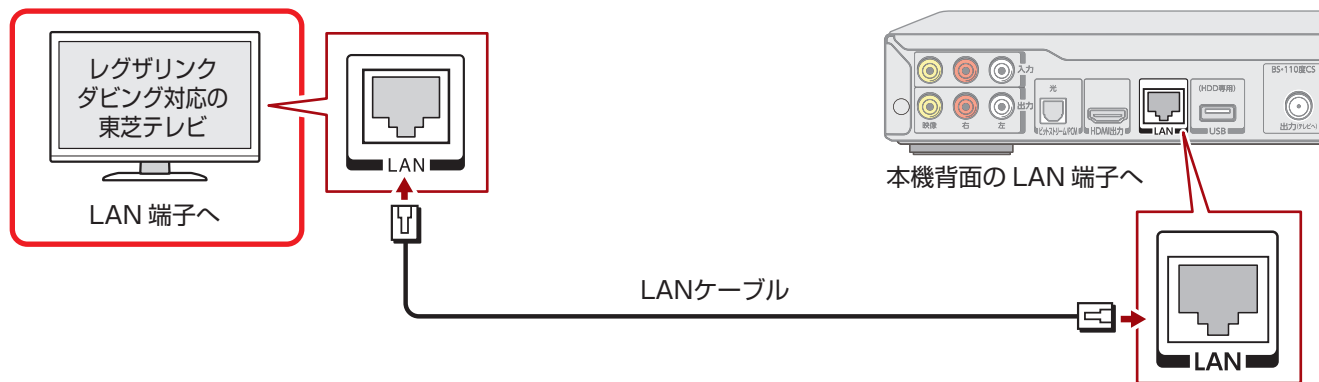 レグザリンク
ダビング対応の
東芝テレビ
LAN 端子へ
LAN
LANケーブル
入力
出力
映像
右
左
光
ビットストリーム/PCM
HDMI出力
LAN
(HDD専用)
USB
BS・110度CS
出力(テレビへ)
本機背面の LAN 端子へ
LAN